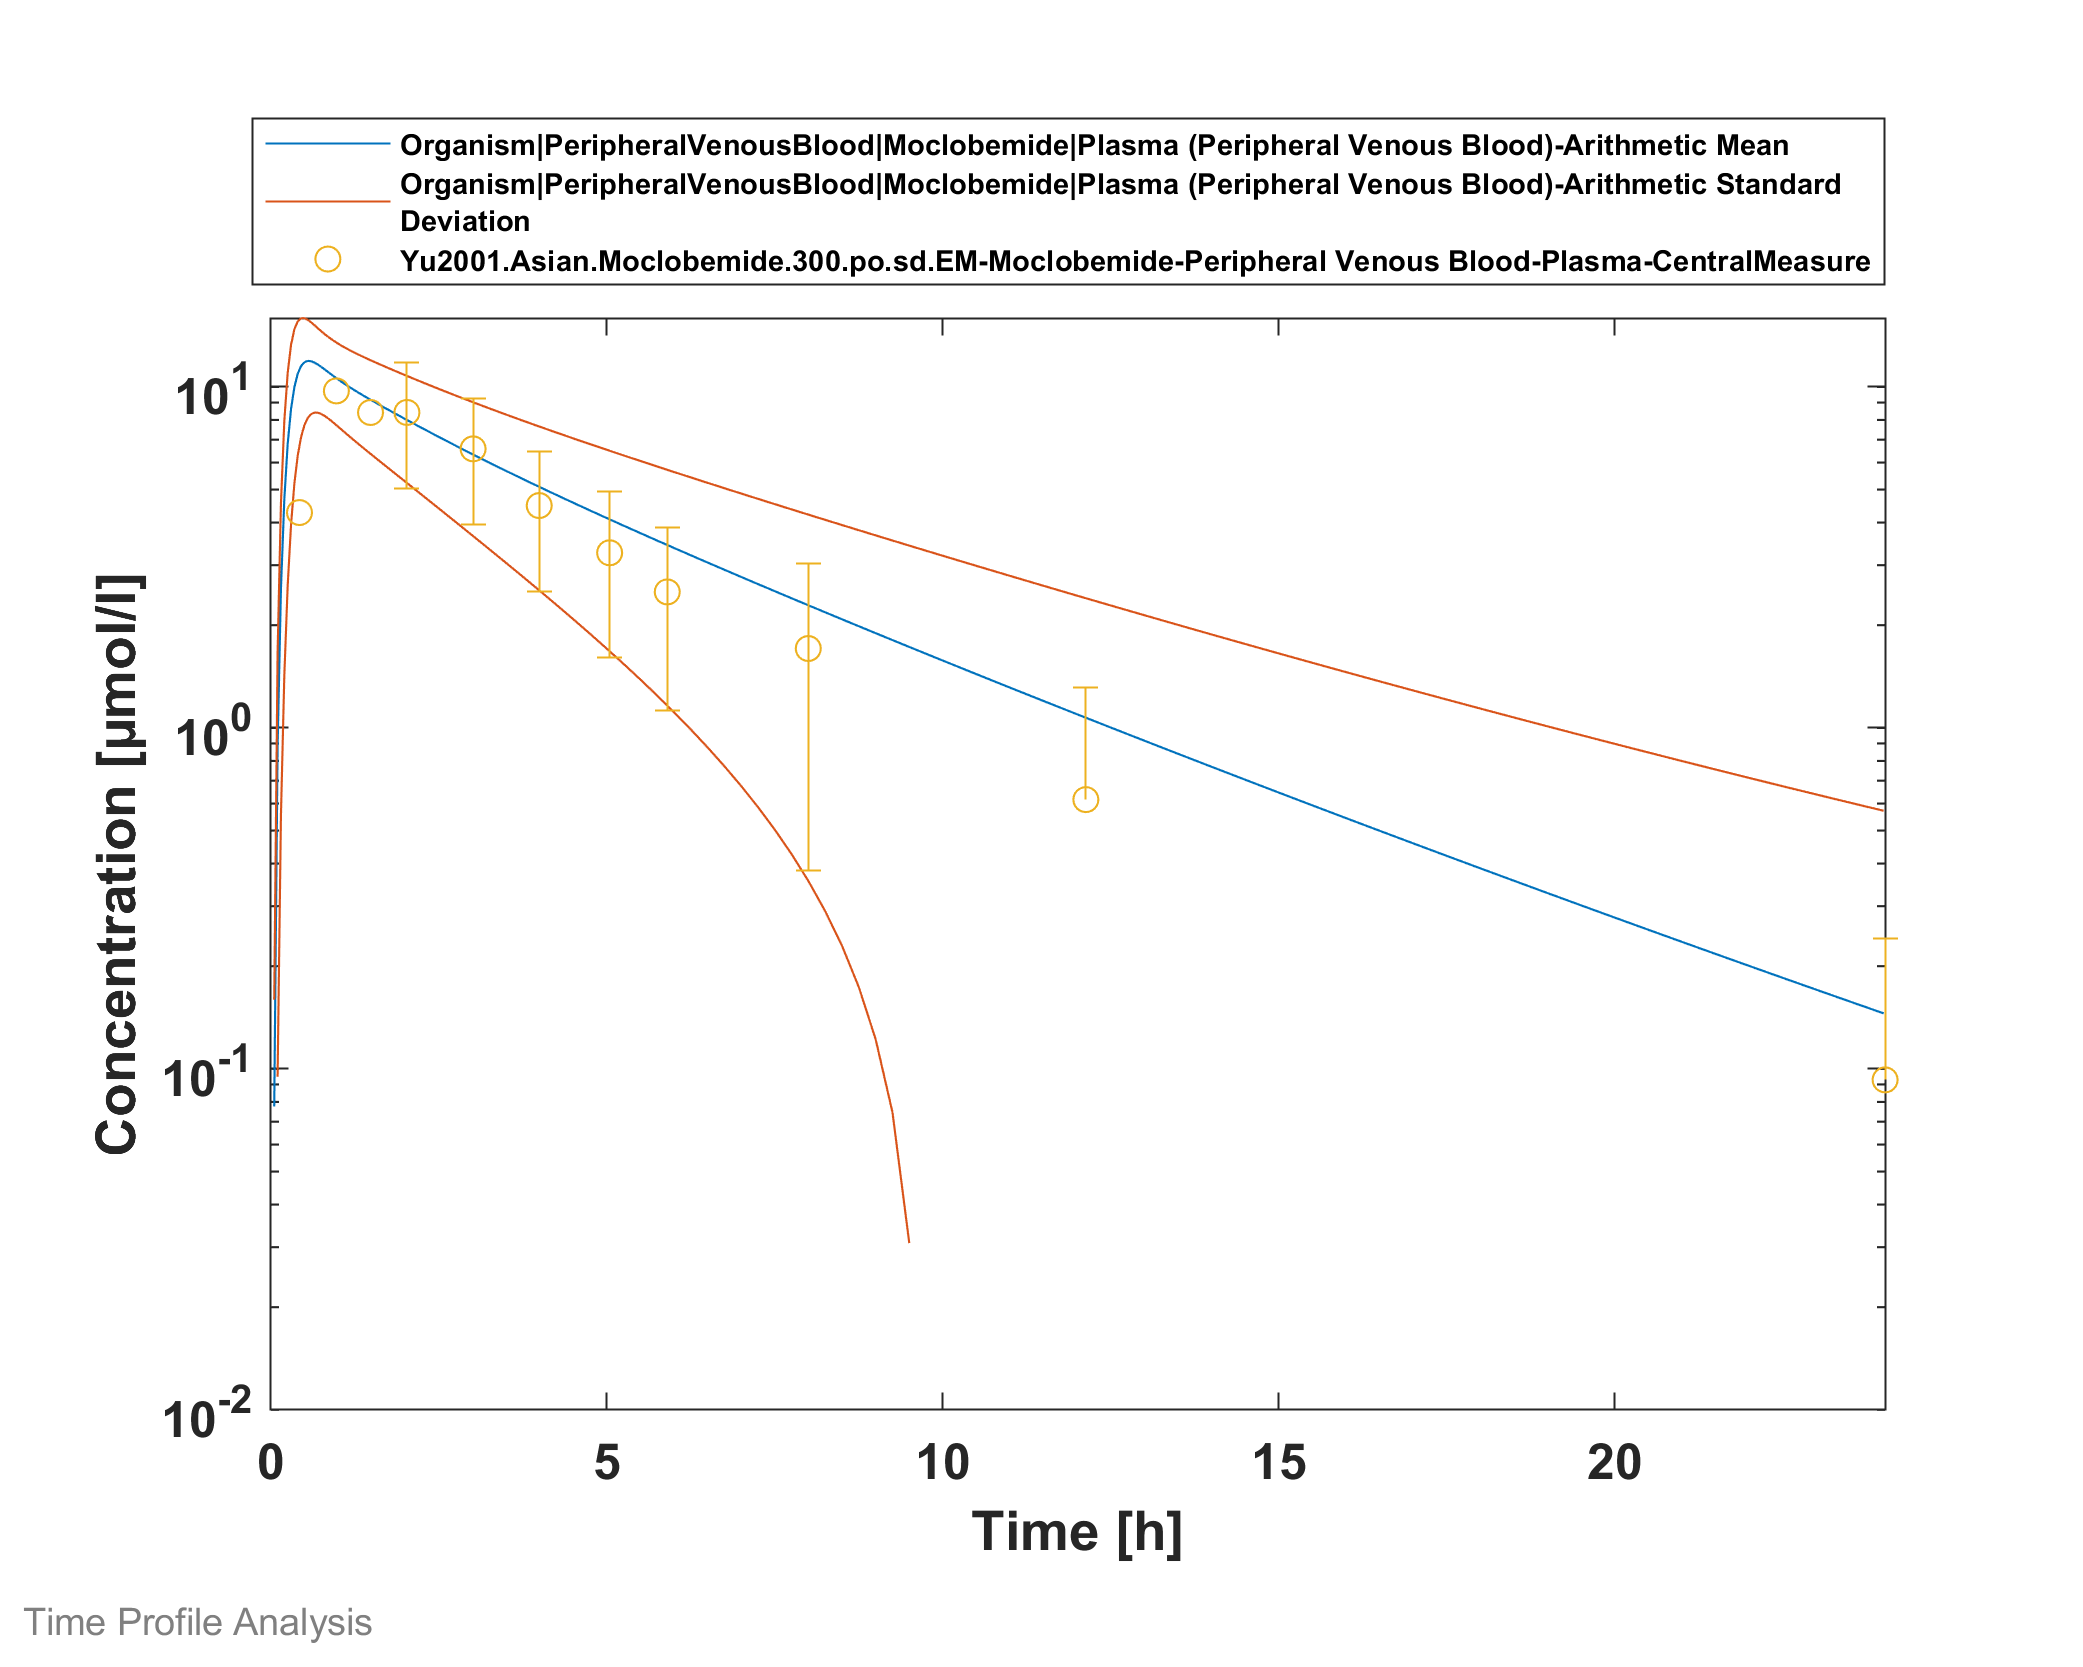 Organism|PeripheralVenousBlood|Moclobemide|Plasma (Peripheral Venous Blood)-Arithmetic Mean
Organism|PeripheralVenousBlood|Moclobemide|Plasma (Peripheral Venous Blood)-Arithmetic Standard
Deviation
Yu2001.Asian.Moclobemide.300.po.sd.EM-Moclobemide-Peripheral Venous Blood-Plasma-CentralMeasure
10^1
10^0
10^-1
10^-2
Concentration [µmol/l]
0 5 10 15 20
Time [h]
Time Profile Analysis